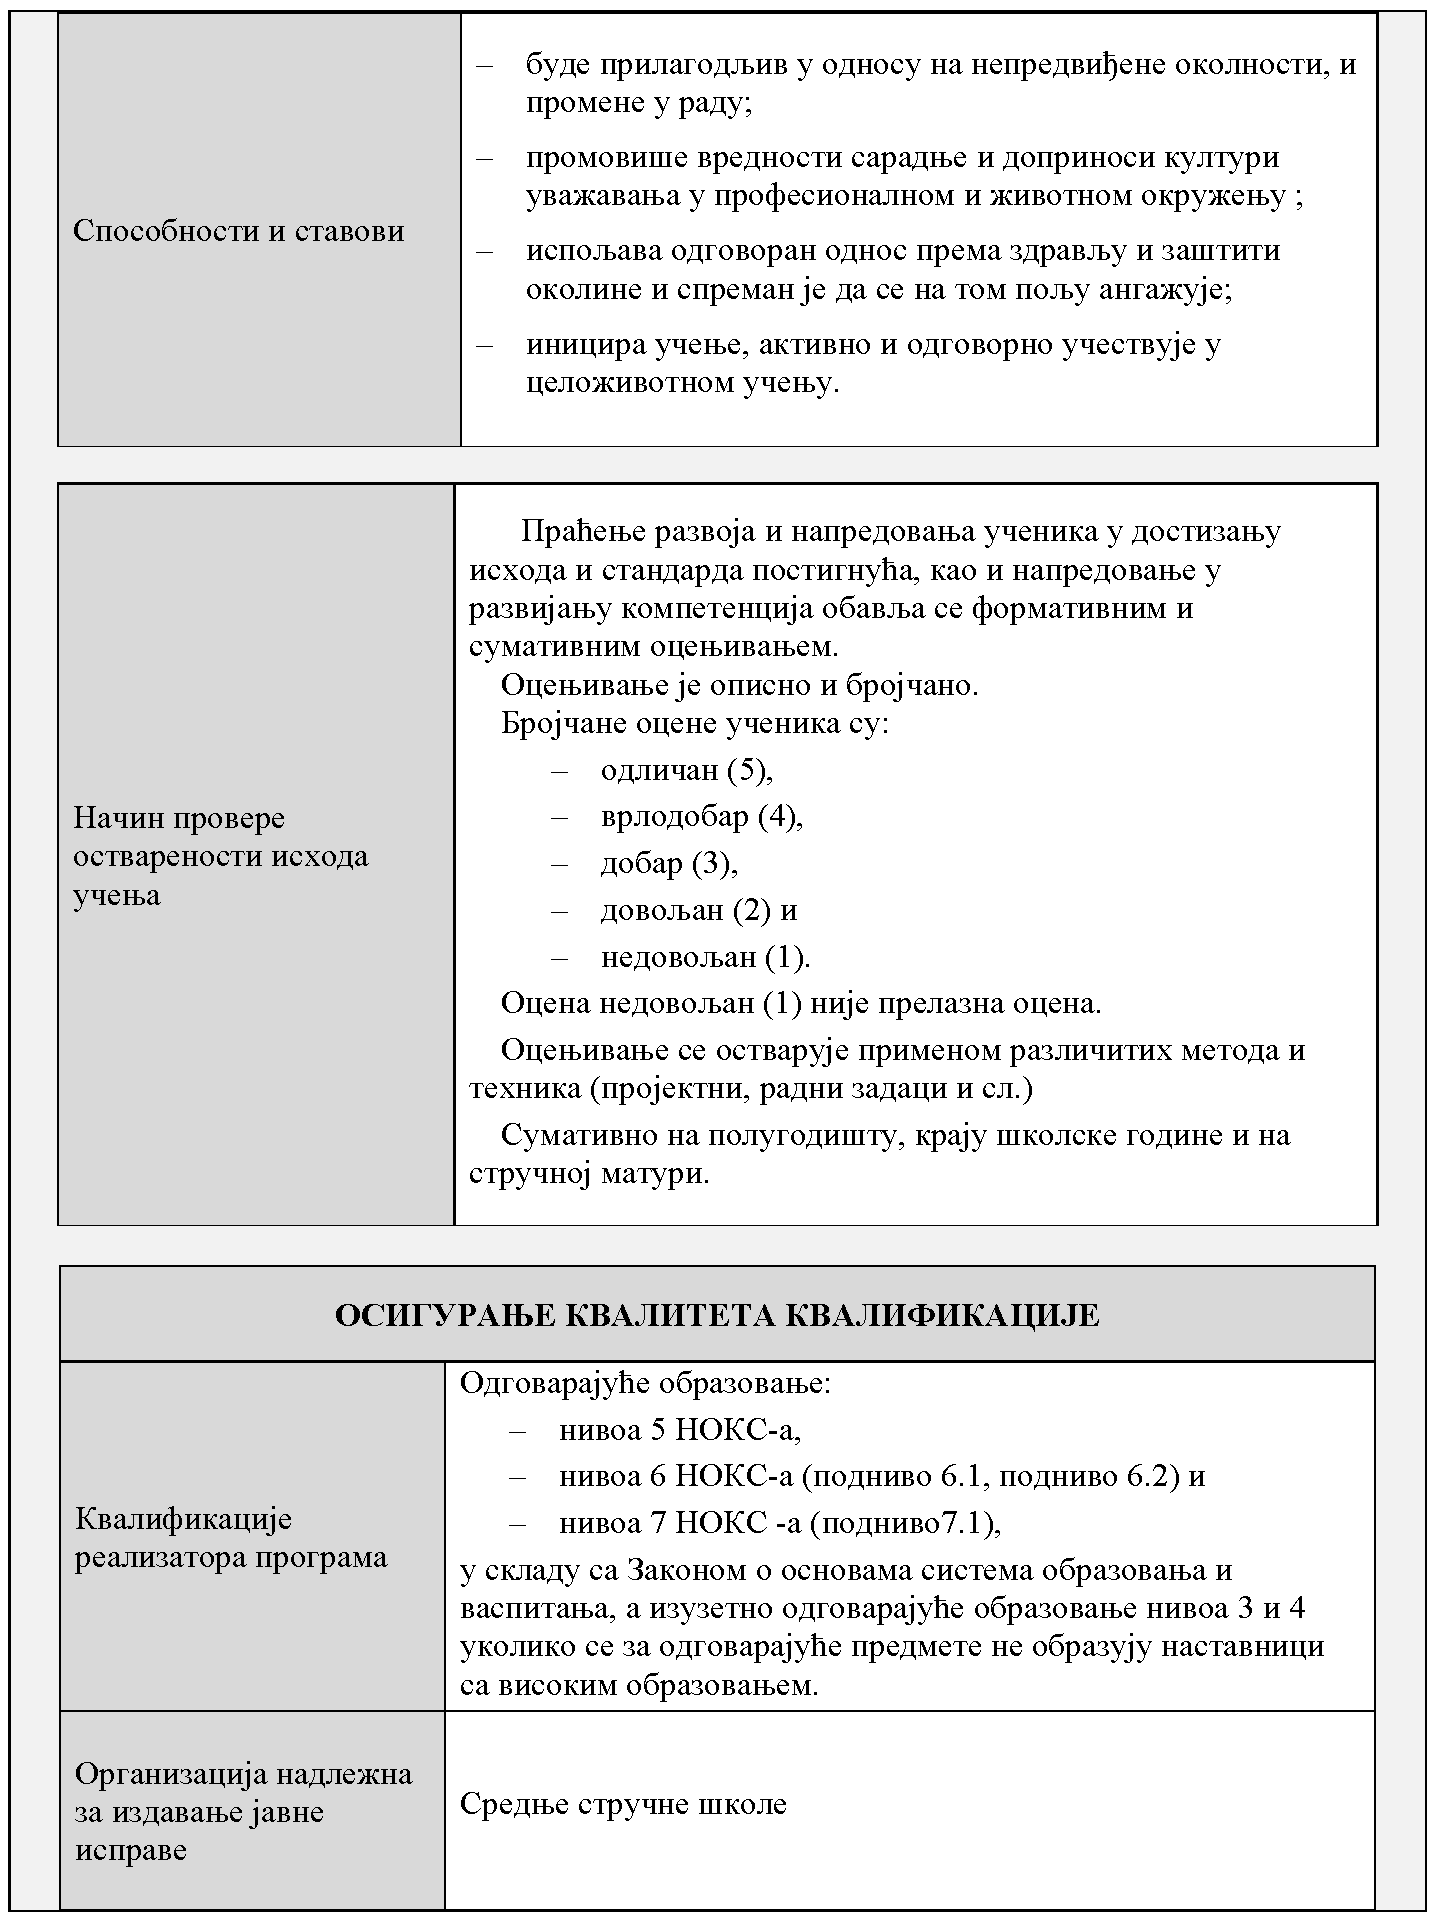 Способности и ставови
– буде прилагодљив у односу на непредвиђене околности, и
промене у раду;
– промовише вредности сарадње и доприноси култури
уважавања у професионалном и животном окружењу ;
– испољава одговоран однос према здрављу и заштити
околине и спреман је да се на том пољу ангажује;
– иницира учење, активно и одговорно учествује у
целоживотном учењу.
Начин провере
остварености исхода
учења
Праћење развоја и напредовања ученика у достизању
исхода и стандарда постигнућа, као и напредовање у
развијању компетенција обавља се формативним и
сумативним оцењивањем.
Оцењивање је описно и бројчано.
Бројчане оцене ученика су:
– одличан (5),
– врлодобар (4),
– добар (3),
– довољан (2) и
– недовољан (1).
Оцена недовољан (1) није прелазна оцена.
Оцењивање се остварује применом различитих метода и
техника (пројектни, радни задаци и сл.)
Сумативно на полугодишту, крају школске године и на
стручној матури.
ОСИГУРАЊЕ КВАЛИТЕТА КВАЛИФИКАЦИЈЕ
Квалификације
реализатора програма
Одговарајуће образовање:
– нивоа 5 НОКС-а,
– нивоа 6 НОКС-а (подниво 6.1, подниво 6.2) и
– нивоа 7 НОКС -а (подниво7.1),
у складу са Законом о основама система образовања и
васпитања, а изузетно одговарајуће образовање нивоа 3 и 4
уколико се за одговарајуће предмете не образују наставници
са високим образовањем.
Организација надлежна
за издавање јавне
исправе
Средње стручне школе